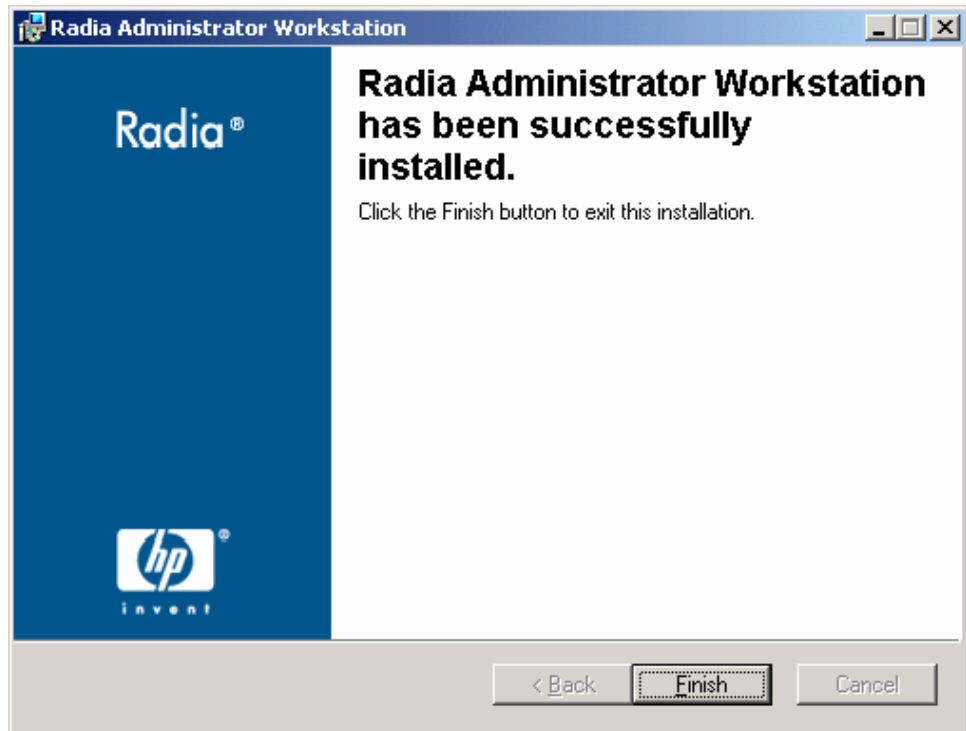 Radia Administrator Workstation
Radia®
Radia Administrator Workstation
has been successfully
installed.
Click the Finish button to exit this installation.
hp®
invent
< Back
Finish
Cancel